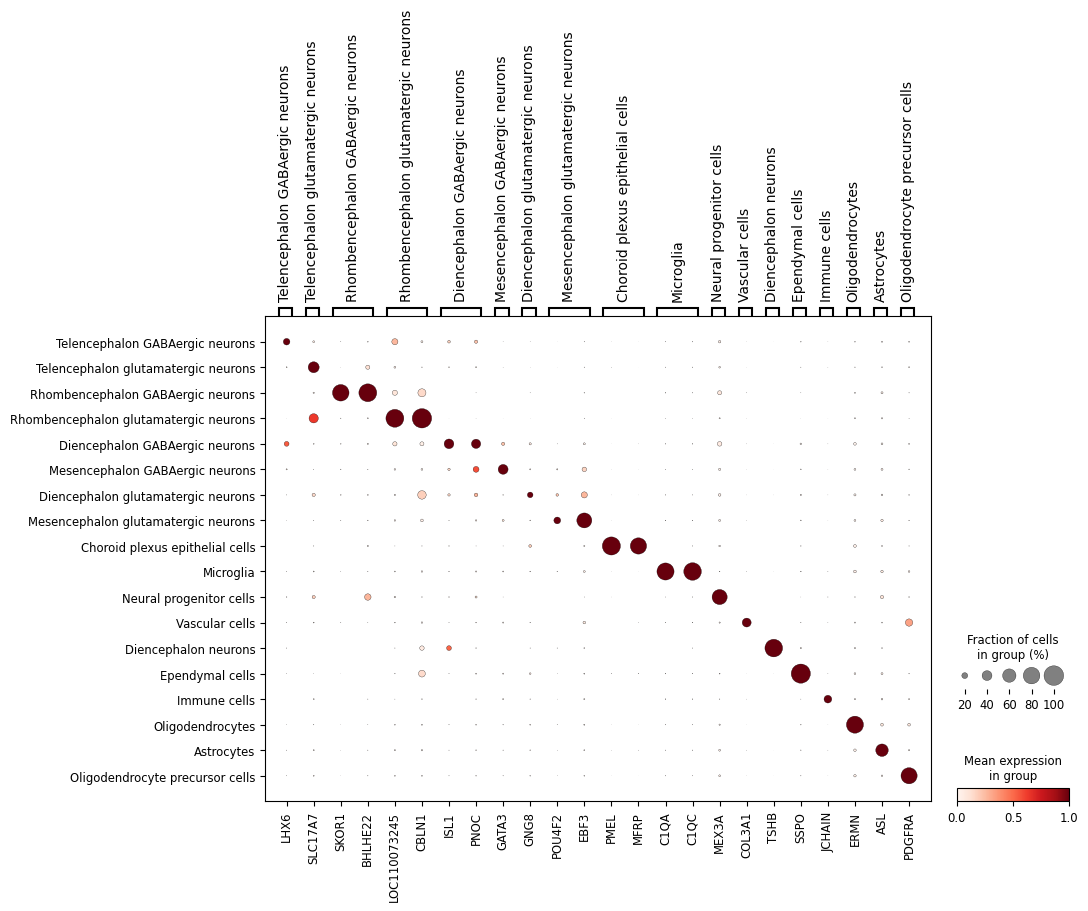 Telencephalon GABAergic neurons
Telencephalon glutamatergic neurons
Rhombencephalon GABAergic neurons
Rhombencephalon glutamatergic neurons
Diencephalon GABAergic neurons
Mesencephalon GABAergic neurons
Diencephalon glutamatergic neurons
Mesencephalon glutamatergic neurons
Choroid plexus epithelial cells
Microglia
Neural progenitor cells
Vascular cells
Diencephalon neurons
Ependymal cells
Immune cells
Oligodendrocytes
Astrocytes
Oligodendrocyte precursor cells
Telencephalon GABAergic neurons
Telencephalon glutamatergic neurons
Rhombencephalon GABAergic neurons
Rhombencephalon glutamatergic neurons
Diencephalon GABAergic neurons
Mesencephalon GABAergic neurons
Diencephalon glutamatergic neurons
Mesencephalon glutamatergic neurons
Choroid plexus epithelial cells
Microglia
Neural progenitor cells
Vascular cells
Diencephalon neurons
Ependymal cells
Immune cells
Oligodendrocytes
Astrocytes
Oligodendrocyte precursor cells
LHX6
SLC17A7
SKOR1
BHLHE22
LOC110073245
CBLN1
ISL1
PNOC
GATA3
GNG8
POU4F2
EBF3
PMEL
MFRP
C1QA
C1QC
MEX3A
COL3A1
TSHB
SSPO
JCHAIN
ERMN
ASL
PDGFRA
Fraction of cells
in group (%)
20 40 60 80 100
Mean expression
in group
0.0 0.5 1.0